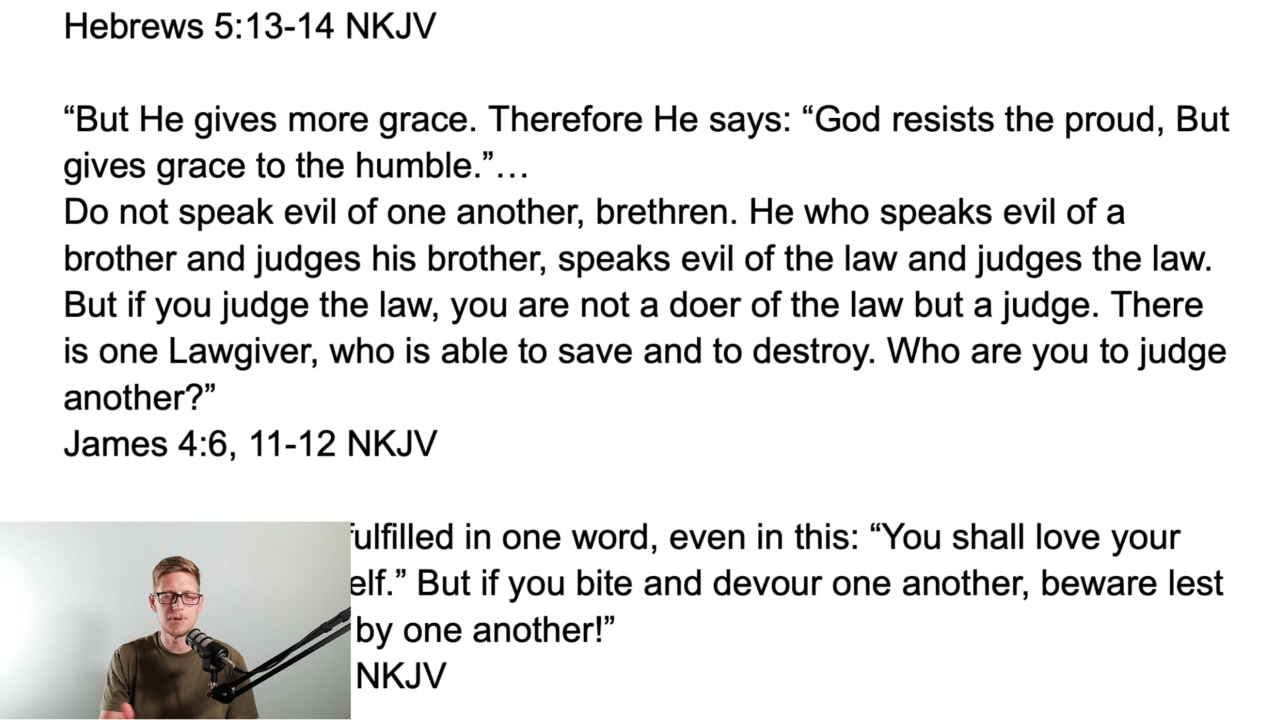 Hebrews 5:13-14 NKJV
“But He gives more grace. Therefore He says: “God resists the proud, But
gives grace to the humble.”…
Do not speak evil of one another, brethren. He who speaks evil of a
brother and judges his brother, speaks evil of the law and judges the law.
But if you judge the law, you are not a doer of the law but a judge. There
is one Lawgiver, who is able to save and to destroy. Who are you to judge
another?”
James 4:6, 11-12 NKJV
fulfilled in one word, even in this: “You shall love your
elf.” But if you bite and devour one another, beware lest
by one another!”
NKJV